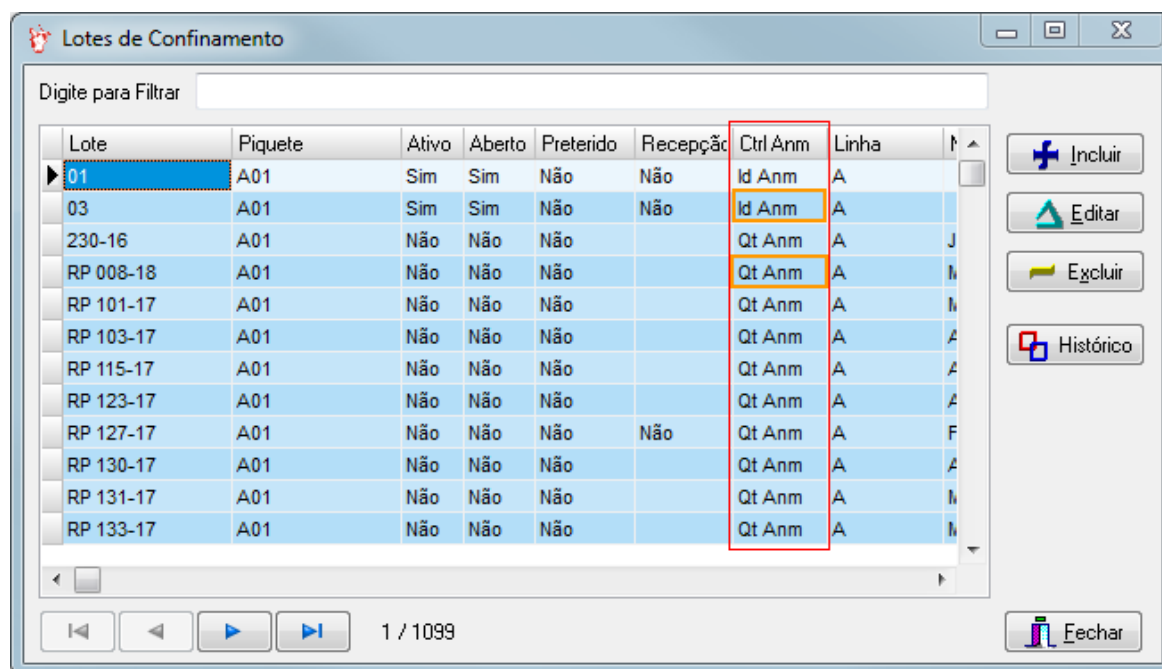 Lotes de Confinamento
Digite para Filtrar
Lote Piquete Ativo Aberto Preterido Recepção Ctrl Anm Linha
01 A01 Sim Sim Não Não Id Anm A
03 A01 Sim Sim Não Não Id Anm A
230-16 A01 Não Não Não Qt Anm A J
RP 008-18 A01 Não Não Não Qt Anm A
RP 101-17 A01 Não Não Não Qt Anm A
RP 103-17 A01 Não Não Não Qt Anm A A
RP 115-17 A01 Não Não Não Qt Anm A A
RP 123-17 A01 Não Não Não Qt Anm A A
RP 127-17 A01 Não Não Não Não Qt Anm A F
RP 130-17 A01 Não Não Não Qt Anm A A
RP 131-17 A01 Não Não Não Qt Anm A
RP 133-17 A01 Não Não Não Qt Anm A
Incluir
Editar
Excluir
Histórico
1 / 1099
Fechar